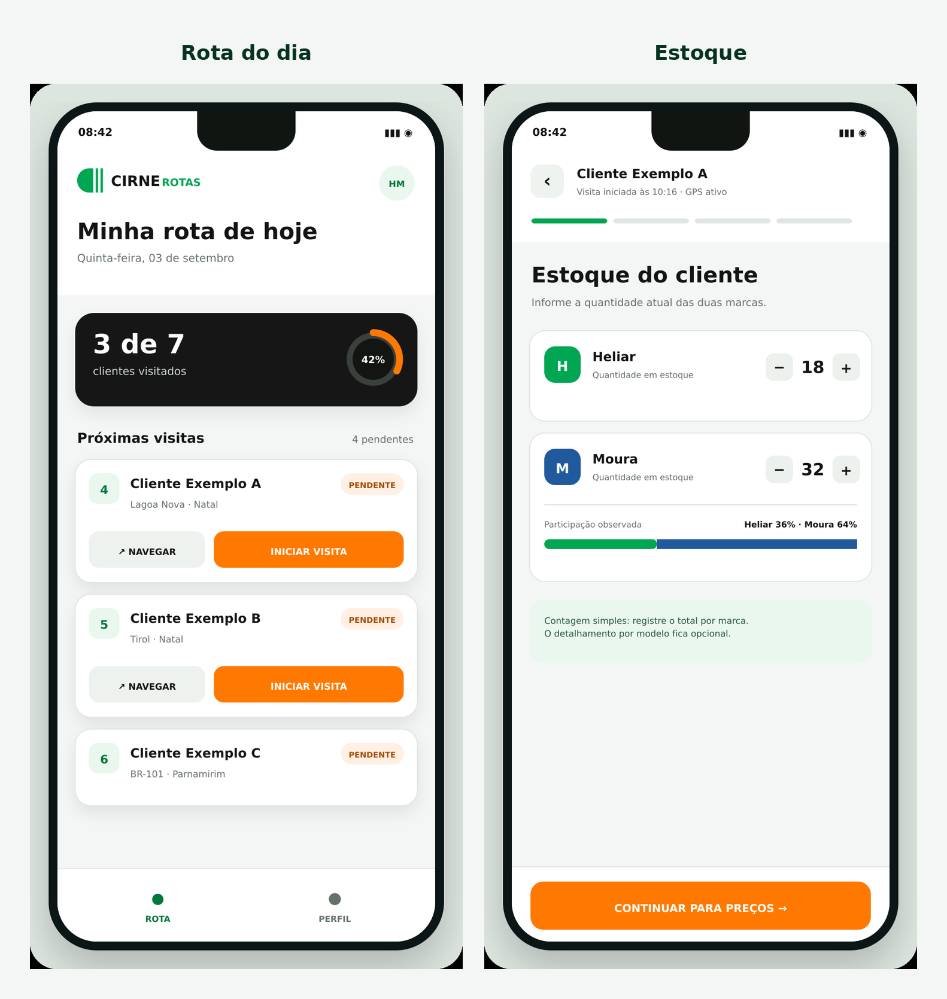 Rota do dia
08:42
CIRNE ROTAS
HM
Minha rota de hoje
Quinta-feira, 03 de setembro
3 de 7
clientes visitados
42%
Próximas visitas
4 pendentes
4
Cliente Exemplo A
PENDENTE
Lagoa Nova · Natal
↗ NAVEGAR
INICIAR VISITA
5
Cliente Exemplo B
PENDENTE
Tirol · Natal
↗ NAVEGAR
INICIAR VISITA
6
Cliente Exemplo C
PENDENTE
BR-101 · Parnamirim
ROTA
PERFIL
Estoque
08:42
‹
Cliente Exemplo A
Visita iniciada às 10:16 · GPS ativo
Estoque do cliente
Informe a quantidade atual das duas marcas.
H
Heliar
Quantidade em estoque
− 18 +
M
Moura
Quantidade em estoque
− 32 +
Participação observada
Heliar 36% · Moura 64%
Contagem simples: registre o total por marca.
O detalhamento por modelo fica opcional.
CONTINUAR PARA PREÇOS →